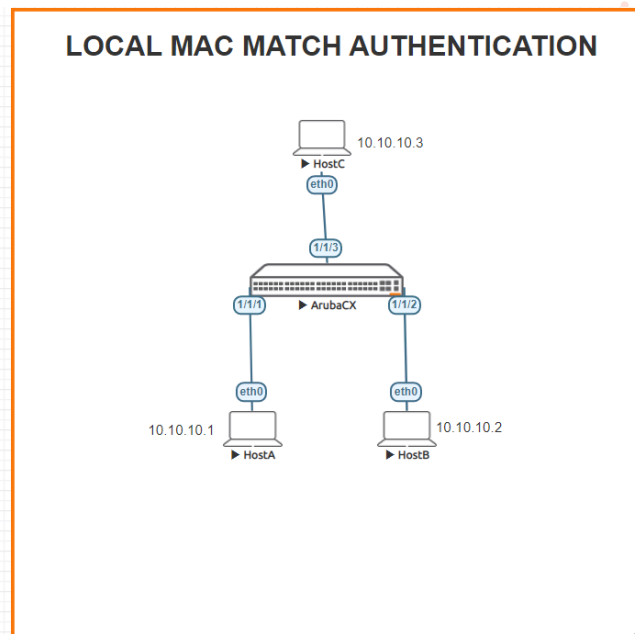 LOCAL MAC MATCH AUTHENTICATION
10.10.10.3
HostC
eth0
1/1/3
1/1/1
ArubaCX
1/1/2
eth0
eth0
10.10.10.1
10.10.10.2
HostA
HostB